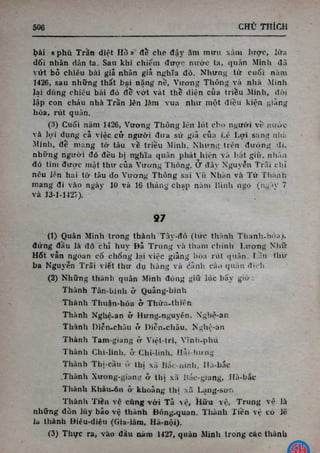 506 CHÚ THÍCH
bài « phù Trần diệt Hồ » để che đậy âm mưu xâm lược, lừa
dối nhân dân ta. Sau khi chiếm được nước ta, quân Minh đã
vứt bỏ chiêu bài giả nhân giả nghĩa đó. Nhưng từ cuối năm
1426, sau những thất bại nặng nề, Vương Thông và nhà Minh
lại dùng chiêu bài đó để vớt vát thể diện của triều Minh, đòi
lập con cháu nhà Trần lên làm vua như một điều kiện giảng
hòa, rút quân.
(3) Cuối năm 1426, Vương Thông lén lút cho người về nước
và lợi dụng cả việc cử người đưa sứ giả của Lê Lợi sang nhà
Minh, để mang tờ tâu về triều Minh. Nhưng trên đường đi,
những người đó đều bị nghĩa quân phát hiện và bắt giữ, nhân
đó tìm được mật thư của Vương Thông. Ở đây Nguyễn Trãi chỉ
nêu lên hai tờ tâu do Vương Thông sai Vũ Nhàn và Từ Thành
mang đi vào ngày 10 và 16 tháng chạp năm Bính ngọ (ngày 7
và 13-1-1427).
27
(1) Quân Minh trong thành Tây-đô (tức thành Thanh-hóa),
đứng đầu là đô chỉ huy Đả Trung và tham chính Lương Nhữ
Hốt vẫn ngoan cố chống lại việc giảng hòa rút quân. Lần thứ
ba Nguyễn Trãi viết thư dụ hàng và cảnh cáo quân địch
(2) Những thành quân Minh đóng giữ lúc bấy giờ :
Thành Tân-bình ở Quảng-bình
Thành Thuận-hóa ở Thừa-thiên
Thành Nghệ-an ở Hưng-nguyên, Nghệ-an
Thành Diễn-châu ở Diễn-châu, Nghệ-an
Thành Tam-giang ở Việt-trì, Vĩnh-phú
Thành Chí-linh, ở Chí-linh, Hải-hưng
Thành Thị-cầu ở thị xã Bắc-ninh, Hà-bắc
Thành Xương-giang ở thị xã Bắc-giang, Hà-bắc
Thành Khâu-ôn ở khoảng thị xã Lạng-sơn
Thành Tiền vệ cùng với Tả vệ, Hữu vệ, Trung vệ là
những đồn lũy bảo vệ thành Đông-quan. Thành Tiền vệ có lẽ
là thành Điêu-diêu (Gia-lâm, Hà-nội).
(3) Thực ra, vào đầu năm 1427, quân Minh trong các thành